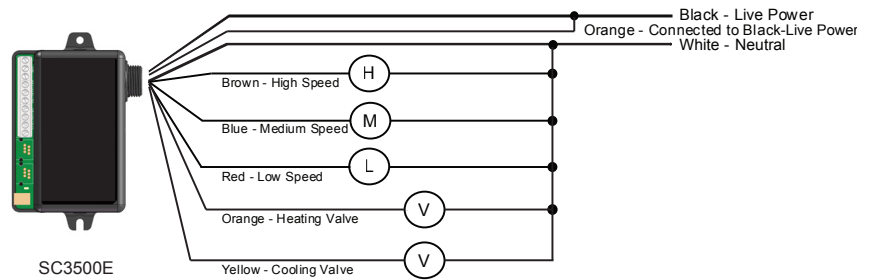 Black - Live Power
Orange - Connected to Black-Live Power
White - Neutral
Brown - High Speed
H
Blue - Medium Speed
M
Red - Low Speed
L
Orange - Heating Valve
V
Yellow - Cooling Valve
V
SC3500E